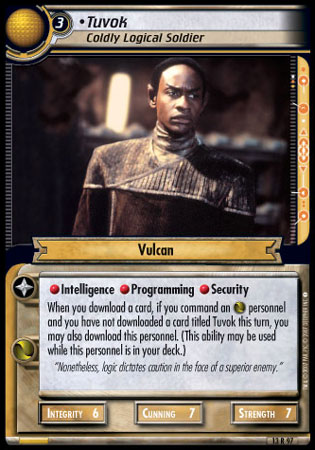 3 •Tuvok
Coldly Logical Soldier
Vulcan
Intelligence Programming Security
When you download a card, if you command an personnel
and you have not downloaded a card titled Tuvok this turn, you
may also download this personnel. (This ability may be used
while this personnel is in your deck.)
"Nonetheless, logic dictates caution in the face of a superior enemy."
INTEGRITY 6 CUNNING 7 STRENGTH 7
13 R 97